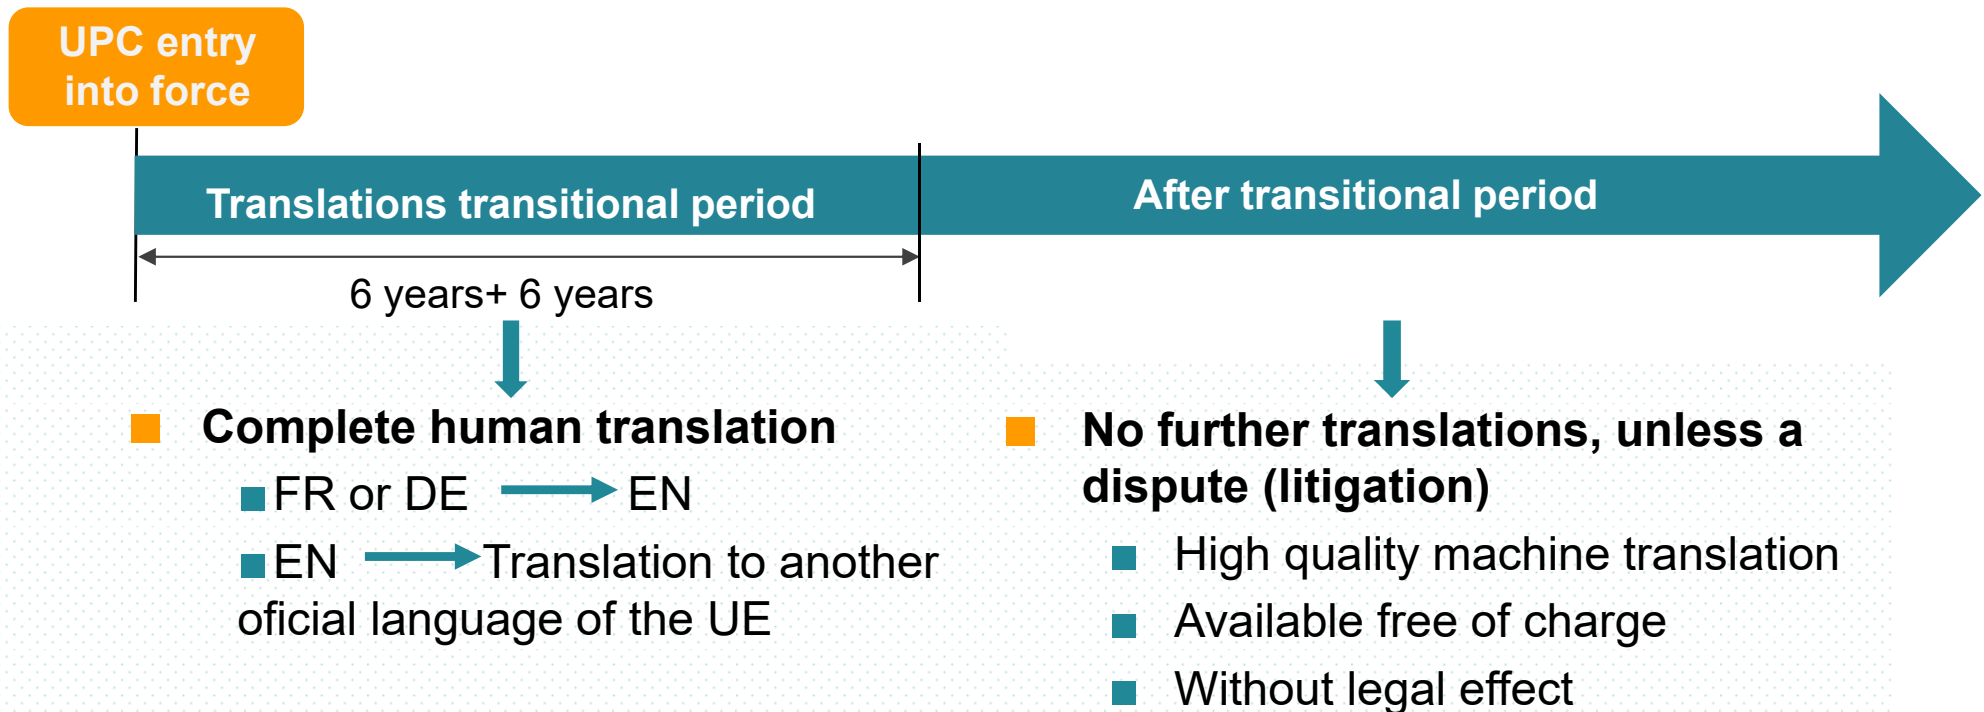 UPC entry
into force
Translations transitional period
After transitional period
6 years+ 6 years
Complete human translation
FR or DE EN
EN Translation to another
oficial language of the UE
No further translations, unless a
dispute (litigation)
High quality machine translation
Available free of charge
Without legal effect